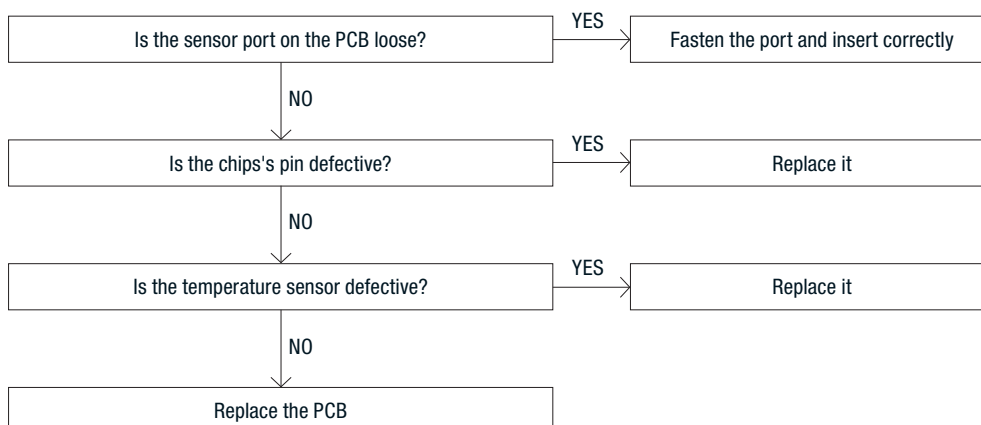 Is the sensor port on the PCB loose?
YES
Fasten the port and insert correctly
NO
Is the chips's pin defective?
YES
Replace it
NO
Is the temperature sensor defective?
YES
Replace it
NO
Replace the PCB